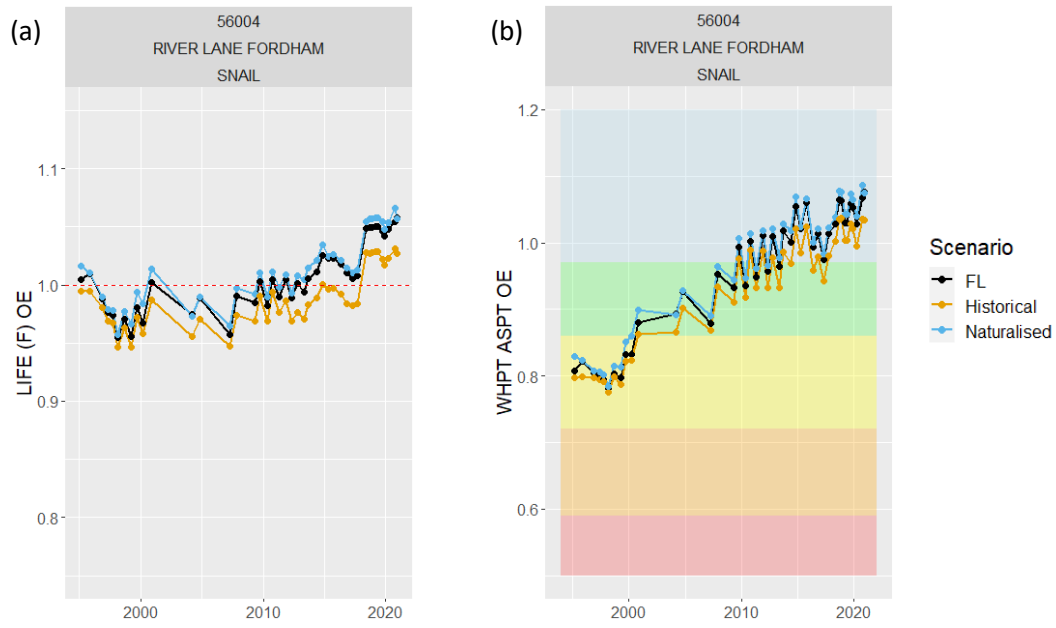 (a)
56004
RIVER LANE FORDHAM
SNAIL
LIFE (F) OE
1.1
1.0
0.9
0.8
2000
2010
2020
(b)
56004
RIVER LANE FORDHAM
SNAIL
WHPT ASPT OE
1.2
1.0
0.8
0.6
2000
2010
2020
Scenario
FL
Historical
Naturalised